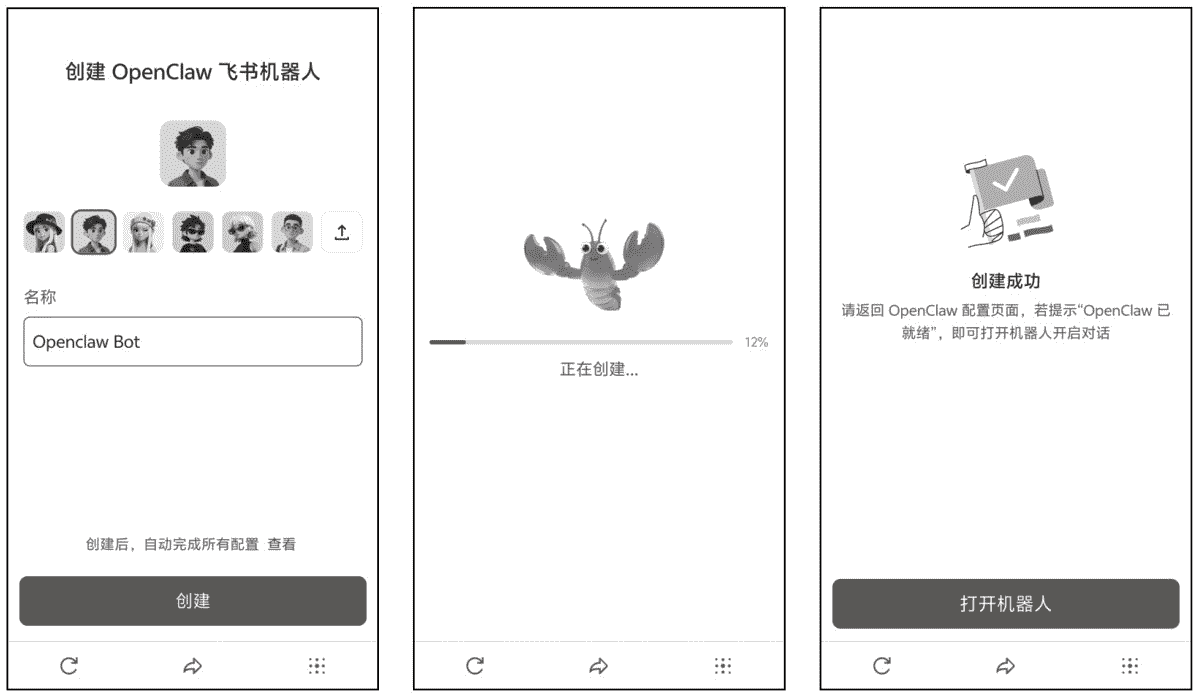 创建 OpenClaw 飞书机器人
名称
Openclaw Bot
创建后，自动完成所有配置 查看
创建
12%
正在创建...
创建成功
请返回 OpenClaw 配置页面，若提示“OpenClaw 已
就绪”，即可打开机器人开启对话
打开机器人